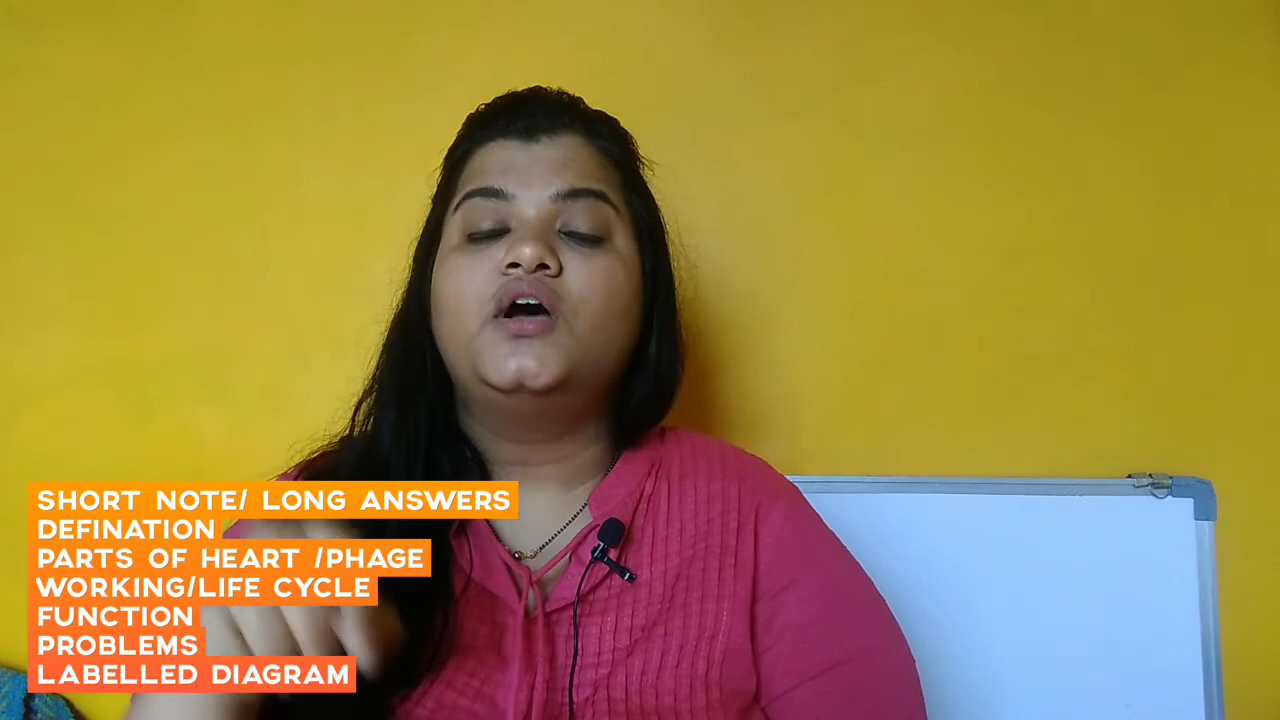 SHORT NOTE/ LONG ANSWERS
DEFINATION
PARTS OF HEART /PHAGE
WORKING/LIFE CYCLE
FUNCTION
PROBLEMS
LABELLED DIAGRAM